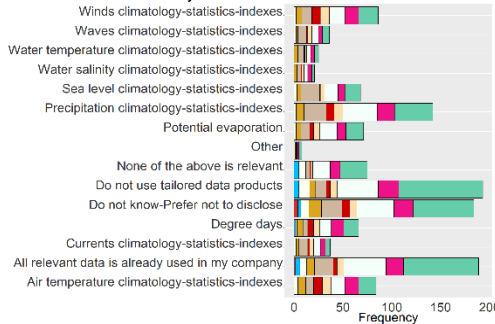 Winds climatology-statistics-indexes
Waves climatology-statistics-indexes
Water temperature climatology-statistics-indexes
Water salinity climatology-statistics-indexes
Sea level climatology-statistics-indexes
Precipitation climatology-statistics-indexes
Potential evaporation
Other
None of the above is relevant
Do not use tailored data products
Do not know-Prefer not to disclose
Degree days
Currents climatology-statistics-indexes
All relevant data is already used in my company
Air temperature climatology-statistics-indexes
0 50 100 150 200
Frequency